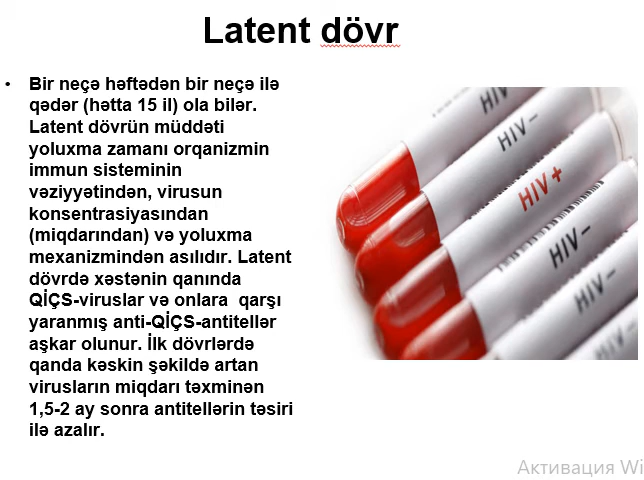 Latent dövr
• Bir neçə həftədən bir neçə ilə
qədər (hətta 15 il) ola bilər.
Latent dövrün müddəti
yoluxma zamanı orqanizmin
immun sisteminin
vəziyyətindən, virusun
konsentrasiyasından
(miqdarından) və yoluxma
mexanizmindən asılıdır. Latent
dövrdə xəstənin qanında
QİÇS-viruslar və onlara qarşı
yaranmış anti-QİÇS-antitellər
aşkar olunur. İlk dövrlərdə
qanda kəskin şəkildə artan
virusların miqdarı təxminən
1,5-2 ay sonra antitellərin təsiri
ilə azalır.
HIV
HIV–
HIV+
HIV–
HIV–
Активация Wi